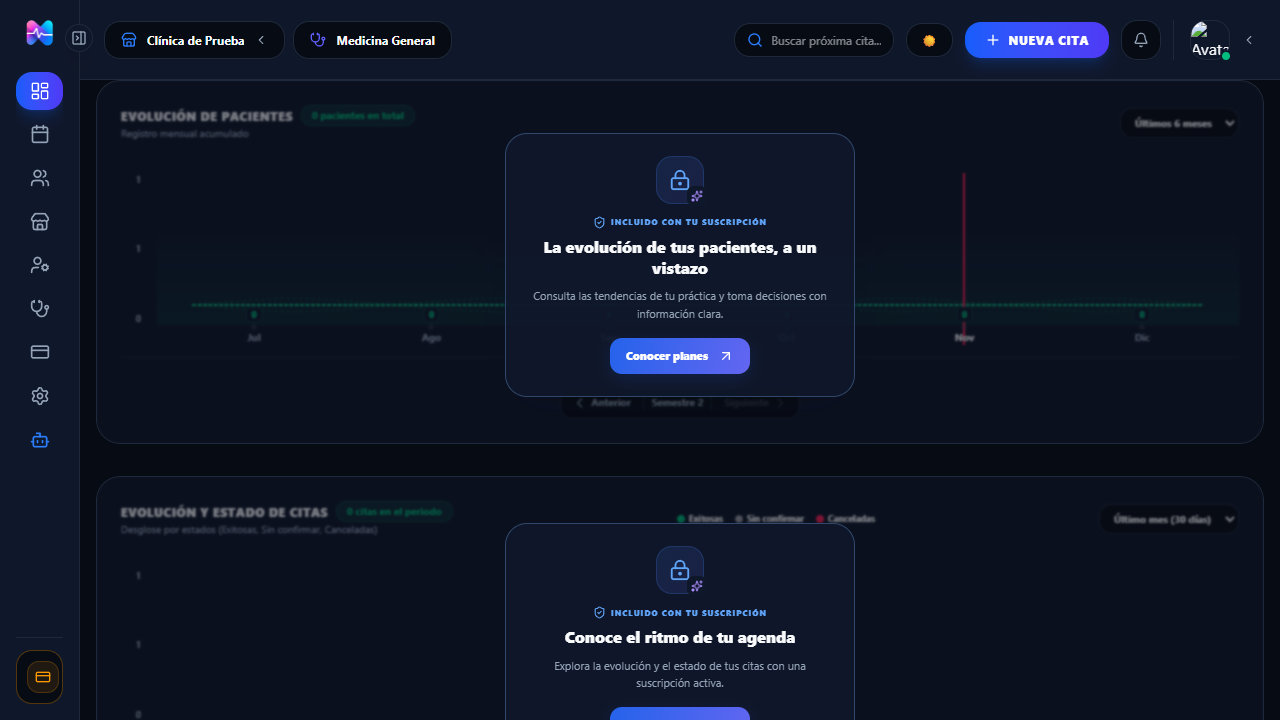 Clínica de Prueba
Medicina General
Buscar próxima cita...
NUEVA CITA
Avata
EVOLUCIÓN DE PACIENTES
0 pacientes en total
Registro mensual acumulado
Últimos 6 meses
1
1
0
0
0
0
0
Jul
Ago
Nov
Dic
INCLUIDO CON TU SUSCRIPCIÓN
La evolución de tus pacientes, a un
vistazo
Consulta las tendencias de tu práctica y toma decisiones con
información clara.
Conocer planes
Anterior
Semestre 2
Siguiente
EVOLUCIÓN Y ESTADO DE CITAS
0 citas en el periodo
Desglose por estados (Exitosas, Sin confirmar, Canceladas)
Exitosas
Sin confirmar
Canceladas
Último mes (30 días)
1
1
0
INCLUIDO CON TU SUSCRIPCIÓN
Conoce el ritmo de tu agenda
Explora la evolución y el estado de tus citas con una
suscripción activa.